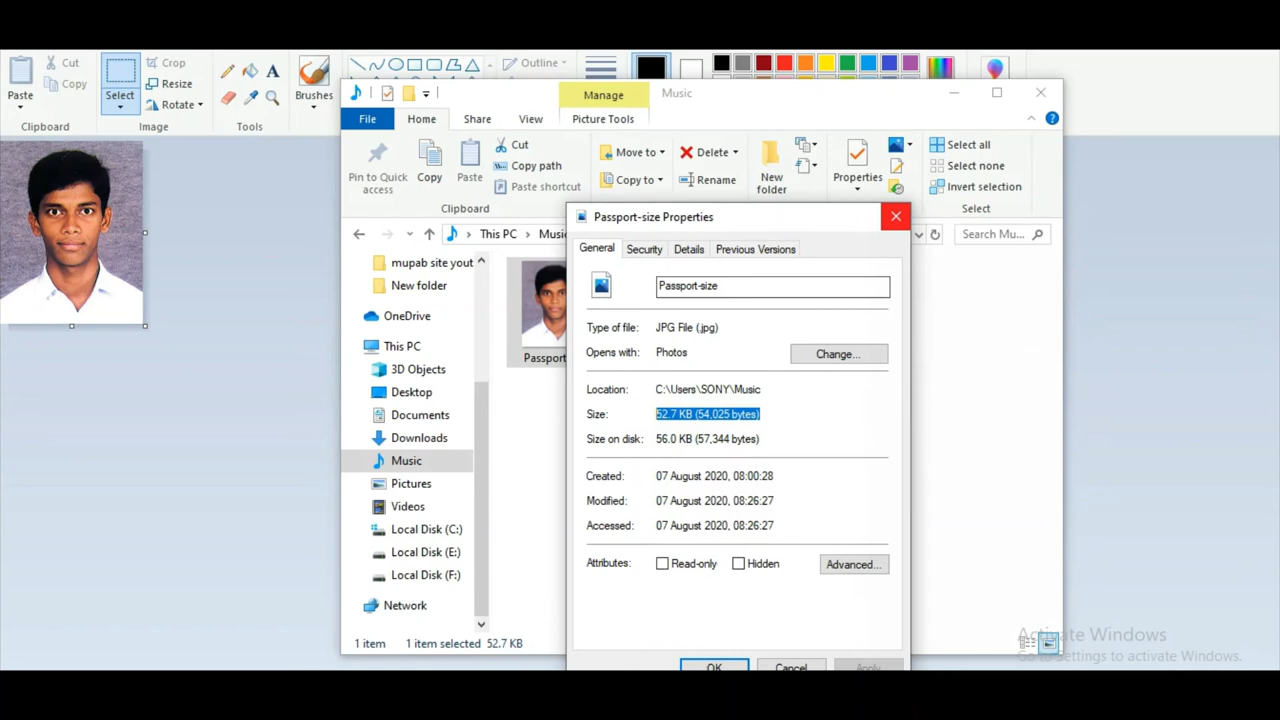 Cut
Copy
Paste
Clipboard
Select
Crop
Resize
Rotate
Image
A
Tools
Brushes
Outline
Manage
Music
File
Home
Share
View
Picture Tools
Pin to Quick access
Copy
Paste
Cut
Copy path
Paste shortcut
Clipboard
Move to
Copy to
Delete
Rename
New folder
Properties
Select all
Select none
Invert selection
Select
This PC
Music
Search Mu...
mupab site yout
New folder
OneDrive
This PC
3D Objects
Desktop
Documents
Downloads
Music
Pictures
Videos
Local Disk (C:)
Local Disk (E:)
Local Disk (F:)
Network
1 item
1 item selected
52.7 KB
Passport
Passport-size Properties
General
Security
Details
Previous Versions
Passport-size
Type of file: JPG File (.jpg)
Opens with: Photos
Change...
Location: C:\Users\SONY\Music
Size: 52.7 KB (54,025 bytes)
Size on disk: 56.0 KB (57,344 bytes)
Created: 07 August 2020, 08:00:28
Modified: 07 August 2020, 08:26:27
Accessed: 07 August 2020, 08:26:27
Attributes: Read-only Hidden
Advanced...
OK
Cancel
Apply
Activate Windows
Go to Settings to activate Windows.